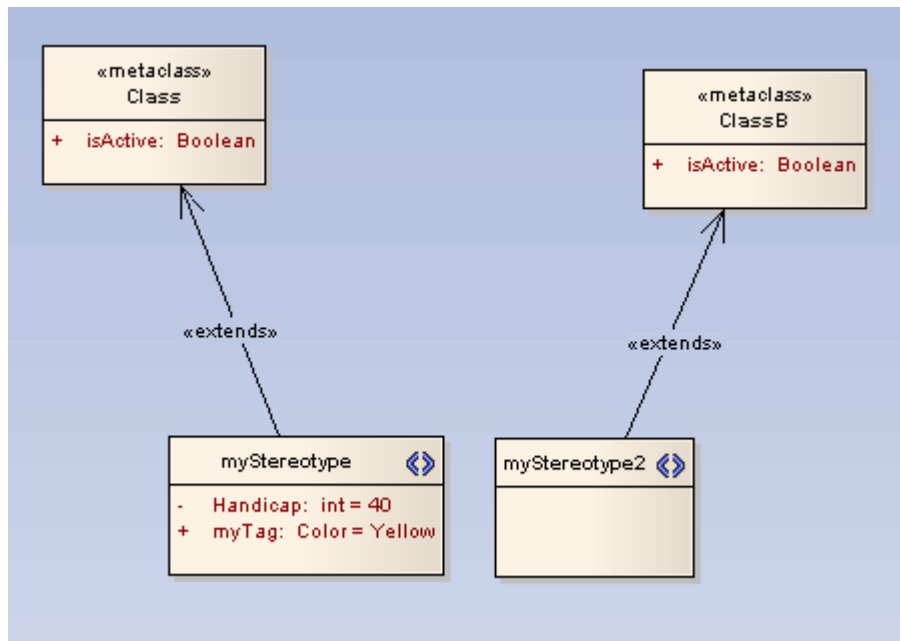 «metaclass»
Class
+ isActive: Boolean
«metaclass»
ClassB
+ isActive: Boolean
«extends»
«extends»
myStereotype
- Handicap: int = 40
+ myTag: Color = Yellow
myStereotype2